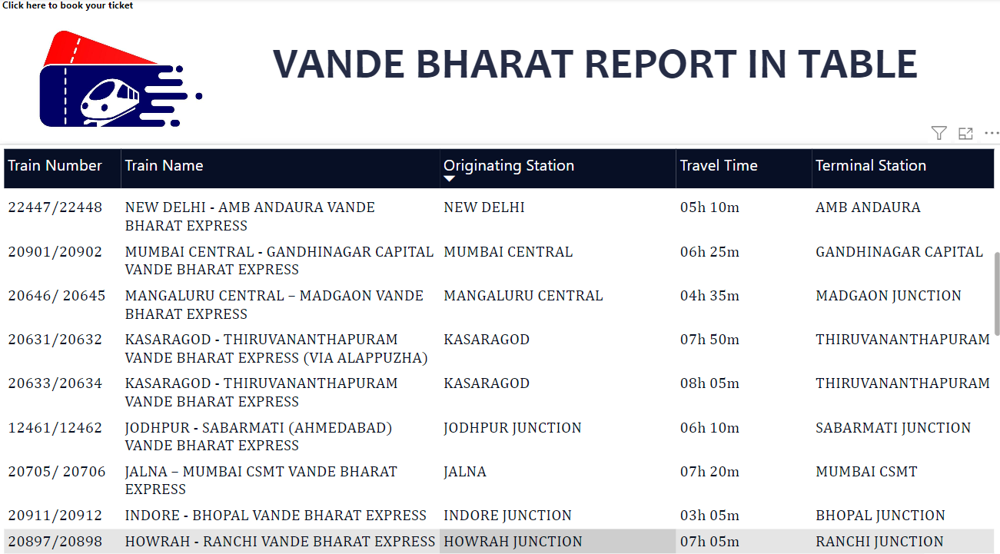 Click here to book your ticket
VANDE BHARAT REPORT IN TABLE
Train Number Train Name Originating Station Travel Time Terminal Station
22447/22448 NEW DELHI - AMB ANDAURA VANDE NEW DELHI 05h 10m AMB ANDAURA
BHARAT EXPRESS
20901/20902 MUMBAI CENTRAL - GANDHINAGAR CAPITAL MUMBAI CENTRAL 06h 25m GANDHINAGAR CAPITAL
VANDE BHARAT EXPRESS
20646/ 20645 MANGALURU CENTRAL – MADGAON VANDE MANGALURU CENTRAL 04h 35m MADGAON JUNCTION
BHARAT EXPRESS
20631/20632 KASARAGOD - THIRUVANANTHAPURAM KASARAGOD 07h 50m THIRUVANANTHAPURAM
VANDE BHARAT EXPRESS (VIA ALAPPUZHA)
20633/20634 KASARAGOD - THIRUVANANTHAPURAM KASARAGOD 08h 05m THIRUVANANTHAPURAM
VANDE BHARAT EXPRESS
12461/12462 JODHPUR - SABARMATI (AHMEDABAD) JODHPUR JUNCTION 06h 10m SABARMATI JUNCTION
VANDE BHARAT EXPRESS
20705/ 20706 JALNA – MUMBAI CSMT VANDE BHARAT JALNA 07h 20m MUMBAI CSMT
EXPRESS
20911/20912 INDORE - BHOPAL VANDE BHARAT EXPRESS INDORE JUNCTION 03h 05m BHOPAL JUNCTION
20897/20898 HOWRAH - RANCHI VANDE BHARAT EXPRESS HOWRAH JUNCTION 07h 05m RANCHI JUNCTION